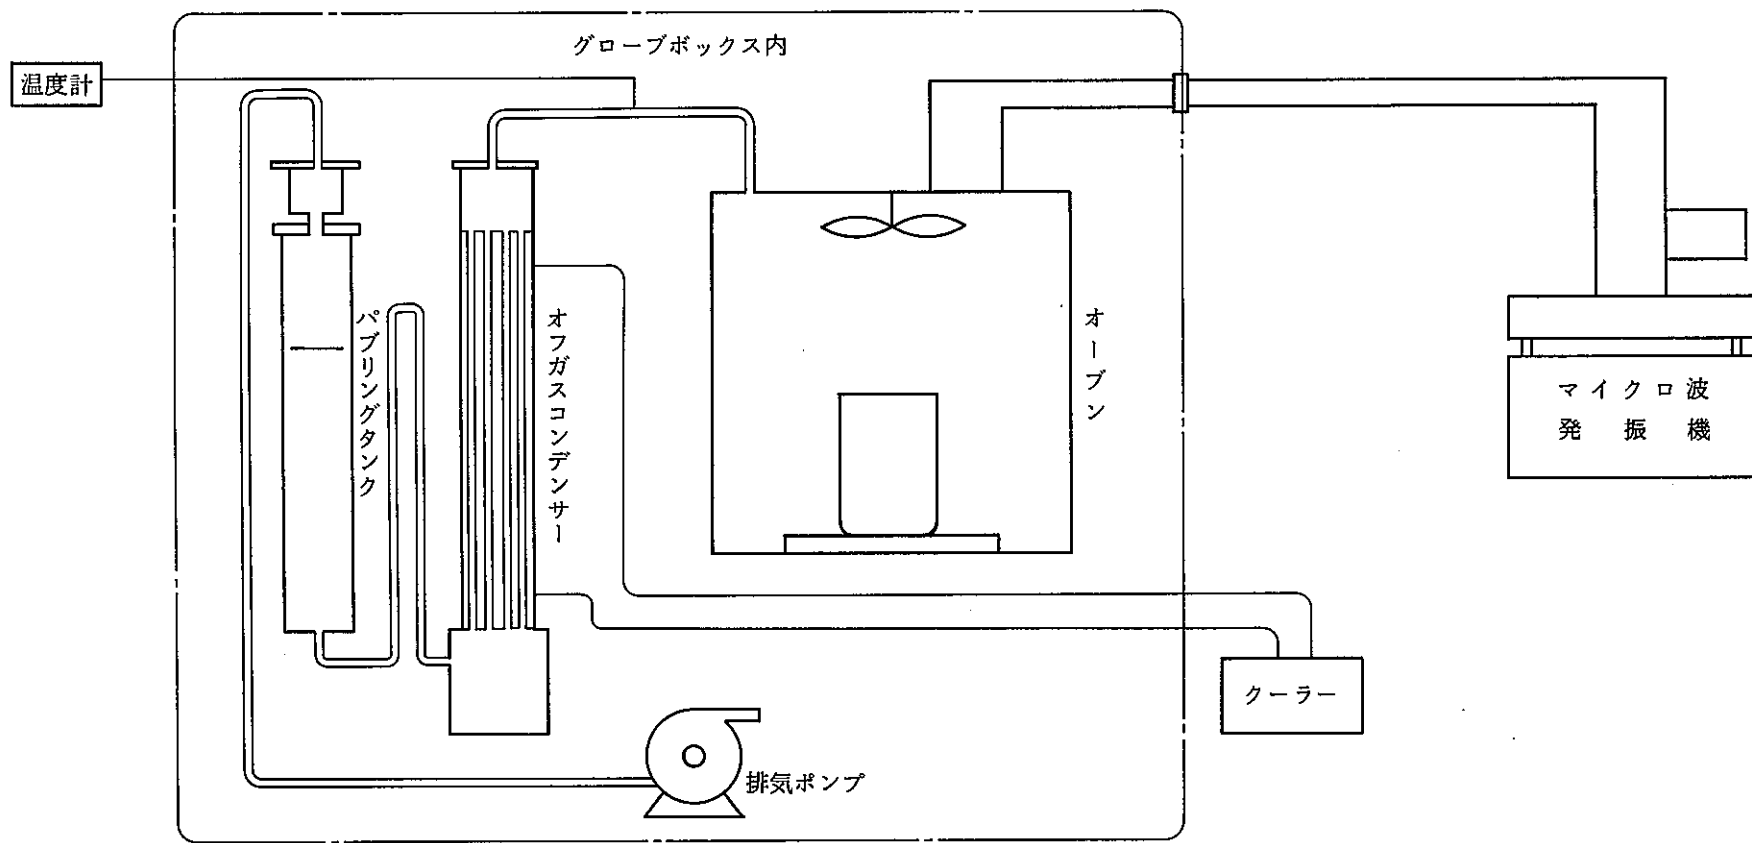 グローブボックス内
温度計
バブリングタンク
オフガスコンデンサー
オーブン
マイクロ波
発振機
クーラー
排気ポンプ